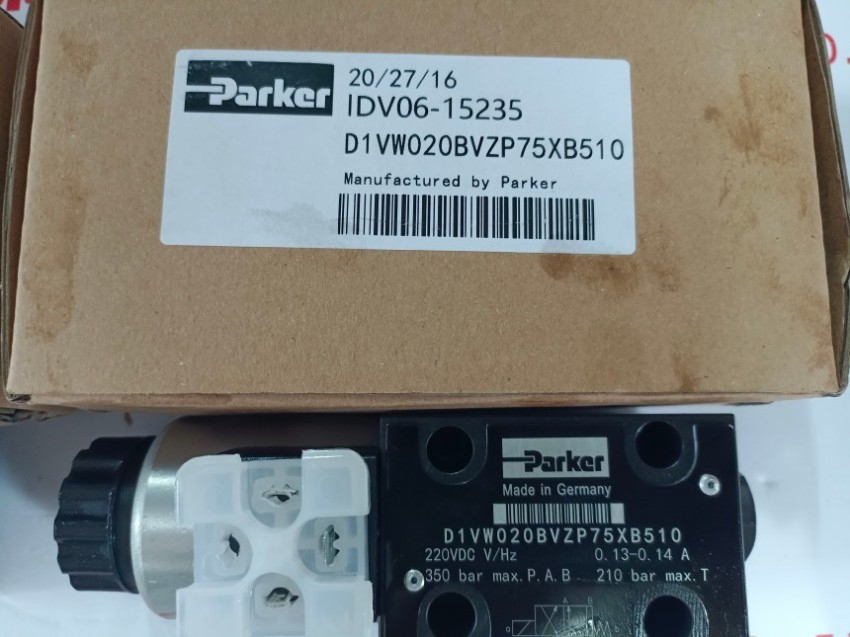 Parker
20/27/16
IDV06-15235
D1VW020BVZP75XB510
Manufactured by Parker
Parker
Made in Germany
D1VW020BVZP75XB510
220VDC V/Hz 0.13-0.14 A
350 bar max.P.A.B 210 bar max.T
A B